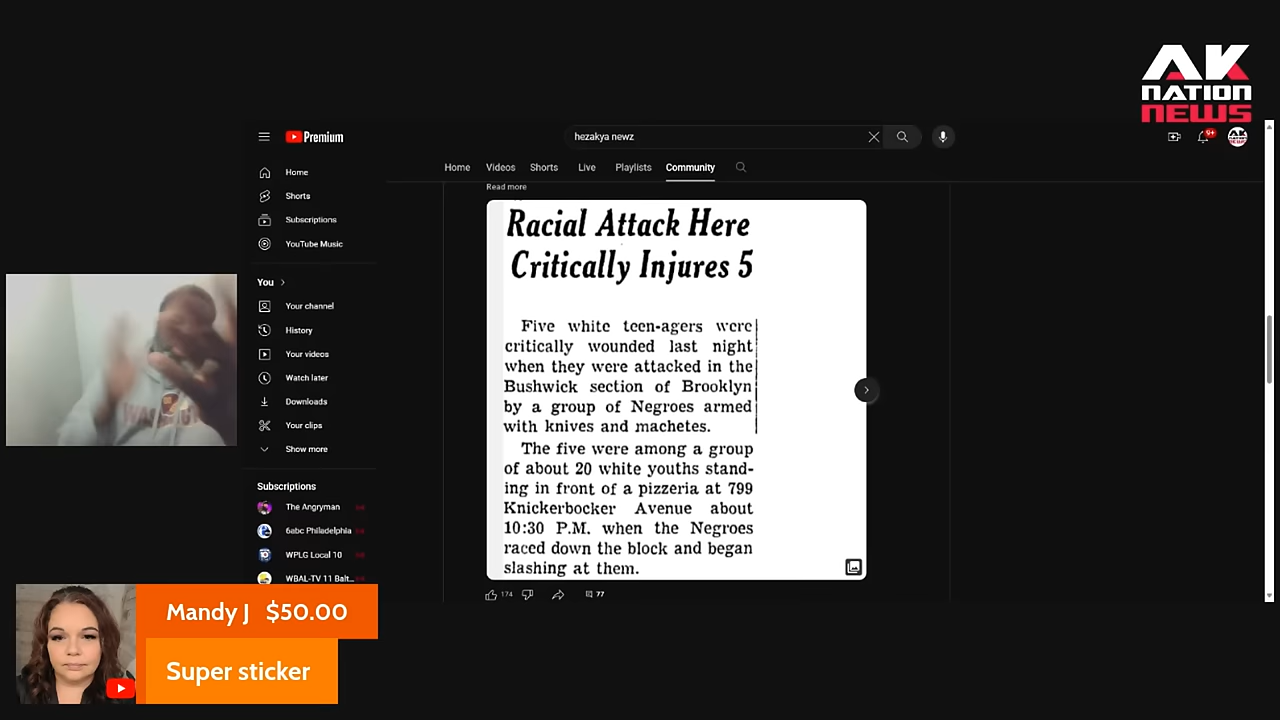 AK
NATION
NEWS
Premium
hezakya newz
9+
Home
Videos
Shorts
Live
Playlists
Community
Read more
Home
Shorts
Subscriptions
YouTube Music
You
Your channel
History
Your videos
Watch later
Downloads
Your clips
Show more
Subscriptions
The Angryman
6abc Philadelphia
WPLG Local 10
WBAL-TV 11 Balt...
Racial Attack Here
Critically Injures 5
Five white teen-agers were
critically wounded last night
when they were attacked in the
Bushwick section of Brooklyn
by a group of Negroes armed
with knives and machetes.
The five were among a group
of about 20 white youths stand-
ing in front of a pizzeria at 799
Knickerbocker Avenue about
10:30 P.M. when the Negroes
raced down the block and began
slashing at them.
174
77
Mandy J $50.00
Super sticker